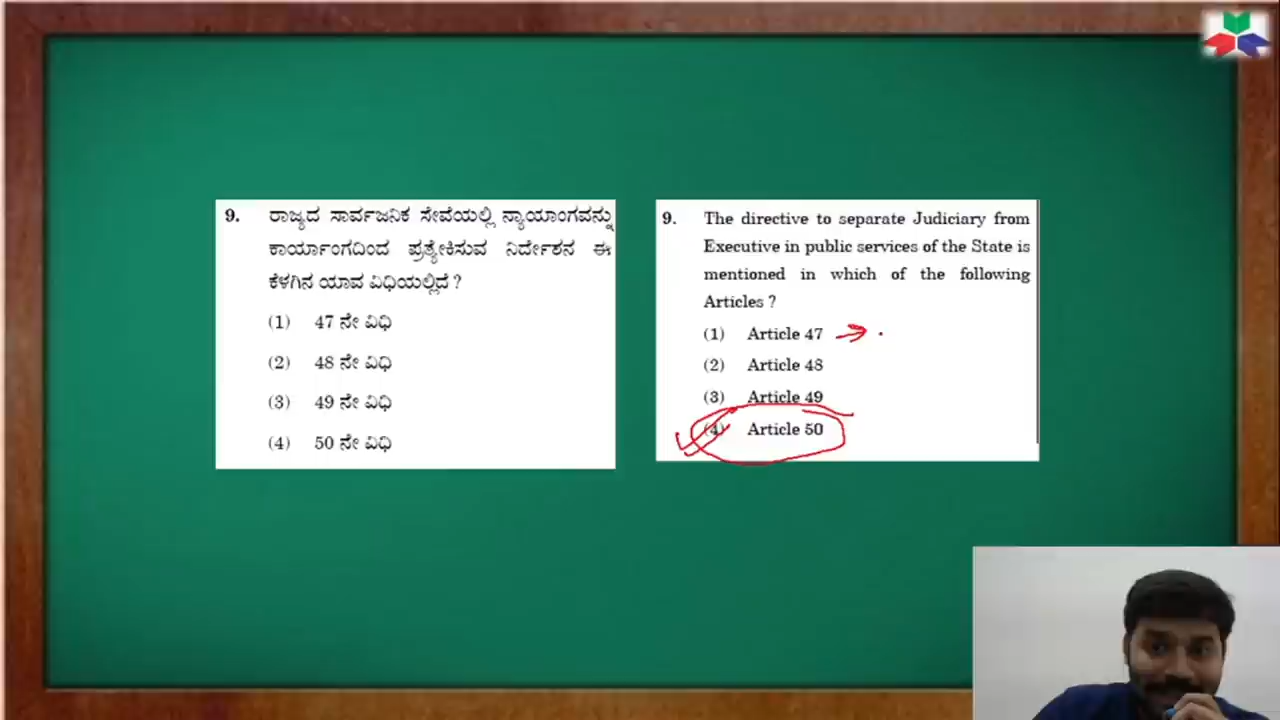 9. ರಾಜ್ಯದ ಸಾರ್ವಜನಿಕ ಸೇವೆಯಲ್ಲಿ ನ್ಯಾಯಾಂಗವನ್ನು
ಕಾರ್ಯಾಂಗದಿಂದ ಪ್ರತ್ಯೇಕಿಸುವ ನಿರ್ದೇಶನ ಈ
ಕೆಳಗಿನ ಯಾವ ವಿಧಿಯಲ್ಲಿದೆ ?
(1) 47 ನೇ ವಿಧಿ
(2) 48 ನೇ ವಿಧಿ
(3) 49 ನೇ ವಿಧಿ
(4) 50 ನೇ ವಿಧಿ
9. The directive to separate Judiciary from
Executive in public services of the State is
mentioned in which of the following
Articles ?
(1) Article 47
(2) Article 48
(3) Article 49
(4) Article 50